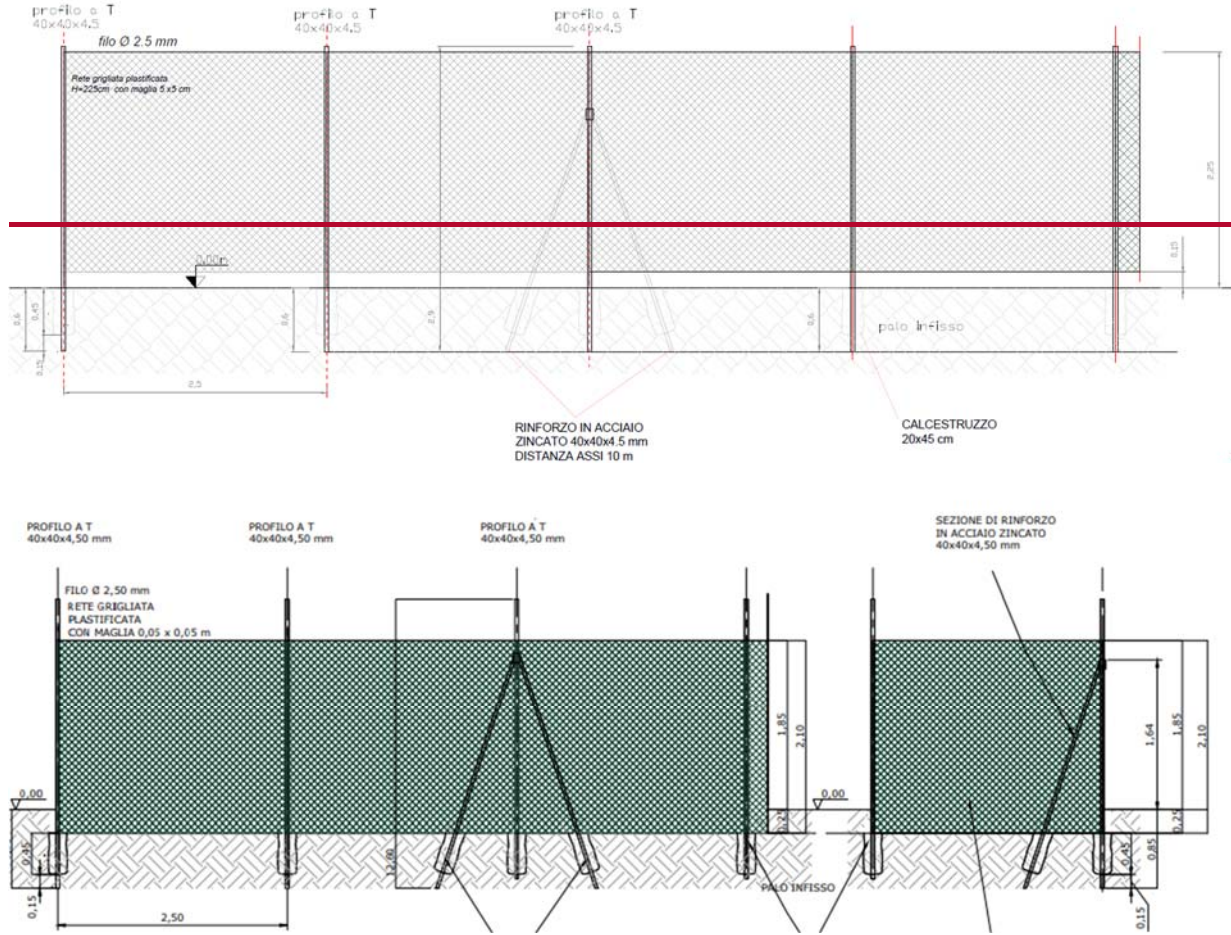 profilo a T
40x40x4.5
profilo a T
40x40x4.5
profilo a T
40x40x4.5
filo Ø 2.5 mm
Rete grigliata plastificata
H=225cm con maglia 5 x5 cm
2,25
0,00m
0,15
0,6
0,45
0,15
0,6
2,9
0,6
palo infisso
2,5
RINFORZO IN ACCIAIO
ZINCATO 40x40x4.5 mm
DISTANZA ASSI 10 m
CALCESTRUZZO
20x45 cm
PROFILO A T
40x40x4,50 mm
PROFILO A T
40x40x4,50 mm
PROFILO A T
40x40x4,50 mm
SEZIONE DI RINFORZO
IN ACCIAIO ZINCATO
40x40x4,50 mm
FILO Ø 2,50 mm
RETE GRIGLIATA
PLASTIFICATA
CON MAGLIA 0,05 x 0,05 m
1,85
2,10
1,64
1,85
2,10
0,00
0,00
0,25
0,25
0,45
0,15
0,45
0,85
0,15
PALO INFISSO
2,50